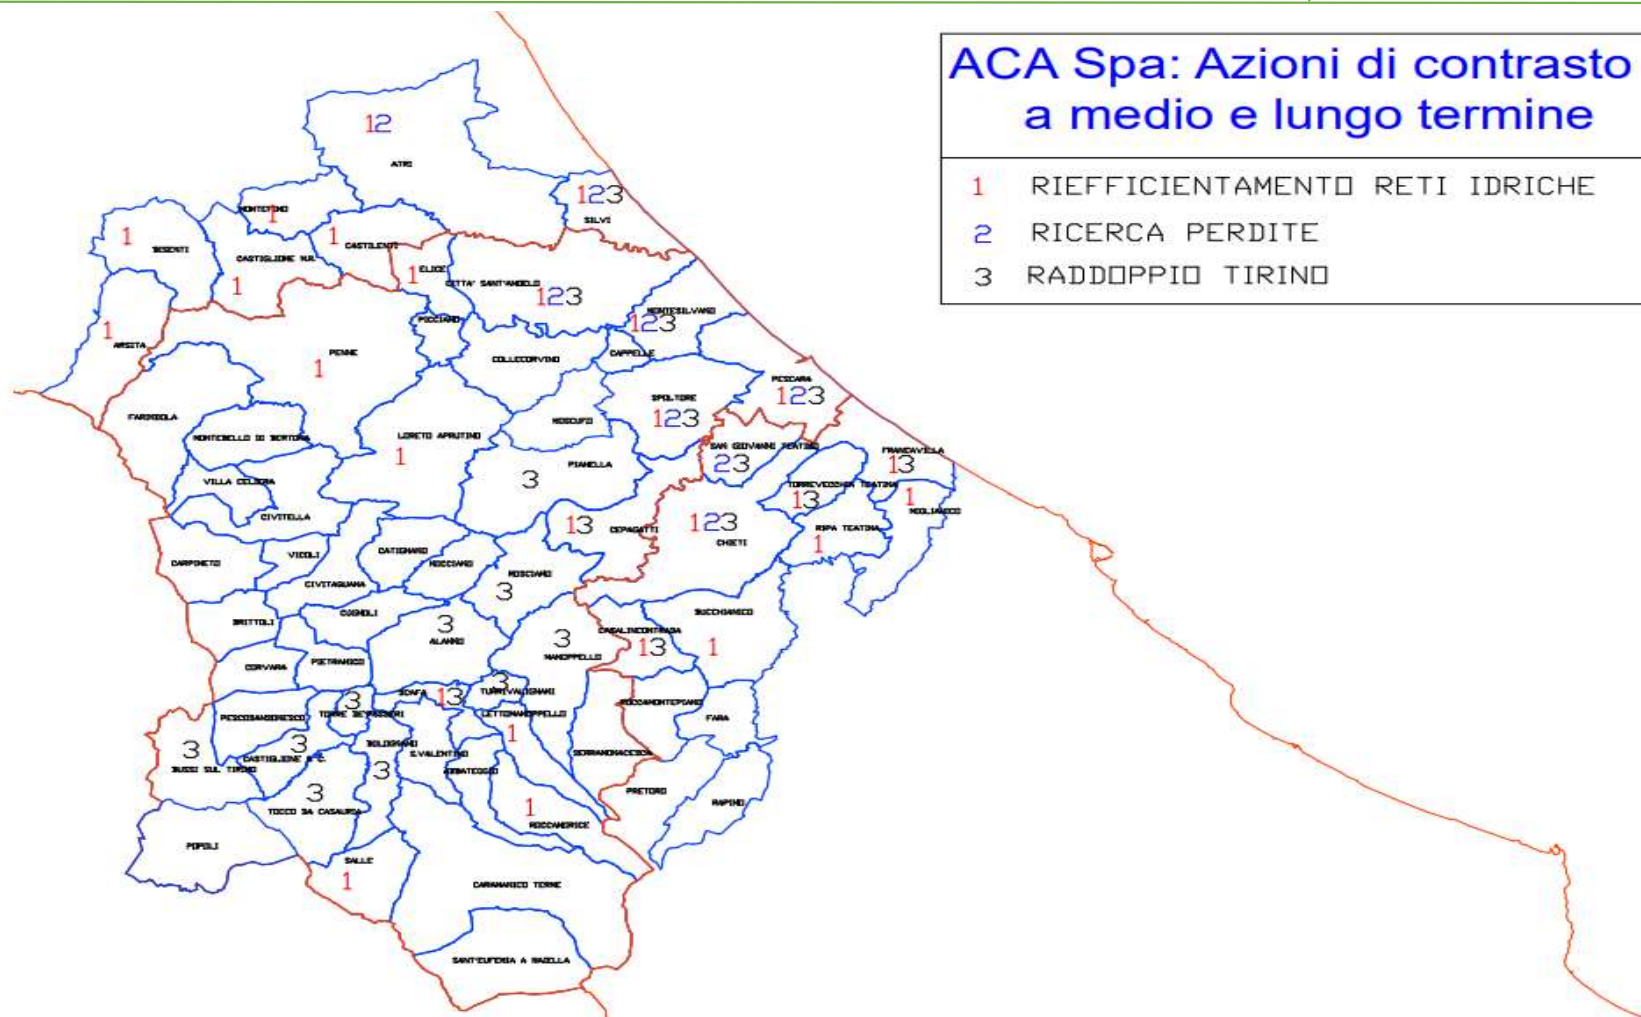 ACA Spa: Azioni di contrasto
a medio e lungo termine
1 RIEFFICIENTAMENTO RETI IDRICHE
2 RICERCA PERDITE
3 RADDOPPIO TIRINO
12
ATRI
123
SILVI
MONTEFINO
1
1
BISENTI
CASTIGLIONE M.R.
1
1
CASTILENTI
ELICE
1
CITTA' SANT'ANGELO
123
1
ARSITA
PENNE
1
PICCIANO
COLLECORVINO
MONTESILVANO
123
CAPPELLE
PESCARA
123
SPOLTORE
123
FARINDOLA
MONTEBELLO DI BERTONA
LORETO APRUTINO
1
MOSCUFO
PIANELLA
3
SAN GIOVANNI TEATINO
23
FRANCAVILLA
13
TORREVECCHIA TEATINA
13
1
MIGLIANICO
VILLA CELIERA
CIVITELLA
13
CEPAGATTI
123
CHIETI
RIPA TEATINA
1
CARPINETO
VICOLI
CATIGNANO
NOCCIANO
ROSCIANO
3
CIVITAQUANA
CUGNOLI
BRITTOLI
3
ALANNO
3
MANOPPELLO
CASALINCONTRADA
13
BUCCHIANICO
1
CORVARA
PIETRANICO
PESCOSANSONESCO
3
TORRE DE'PASSERI
SCAFA
13
3
TURRIVALIGNANI
LETTOMANOPPELLO
1
ROCCAMONTEPIANO
FARA
3
BUSSI SUL TIRINO
3
CASTIGLIONE A C.
BOLOGNANO
3
S.VALENTINO
ABBATEGGIO
SERRAMONACESCA
3
TOCCO DA CASAURIA
1
ROCCAMORICE
PRETORO
RAPINO
POPOLI
SALLE
1
CARAMANICO TERME
SANT'EUFEMIA A MAIELLA